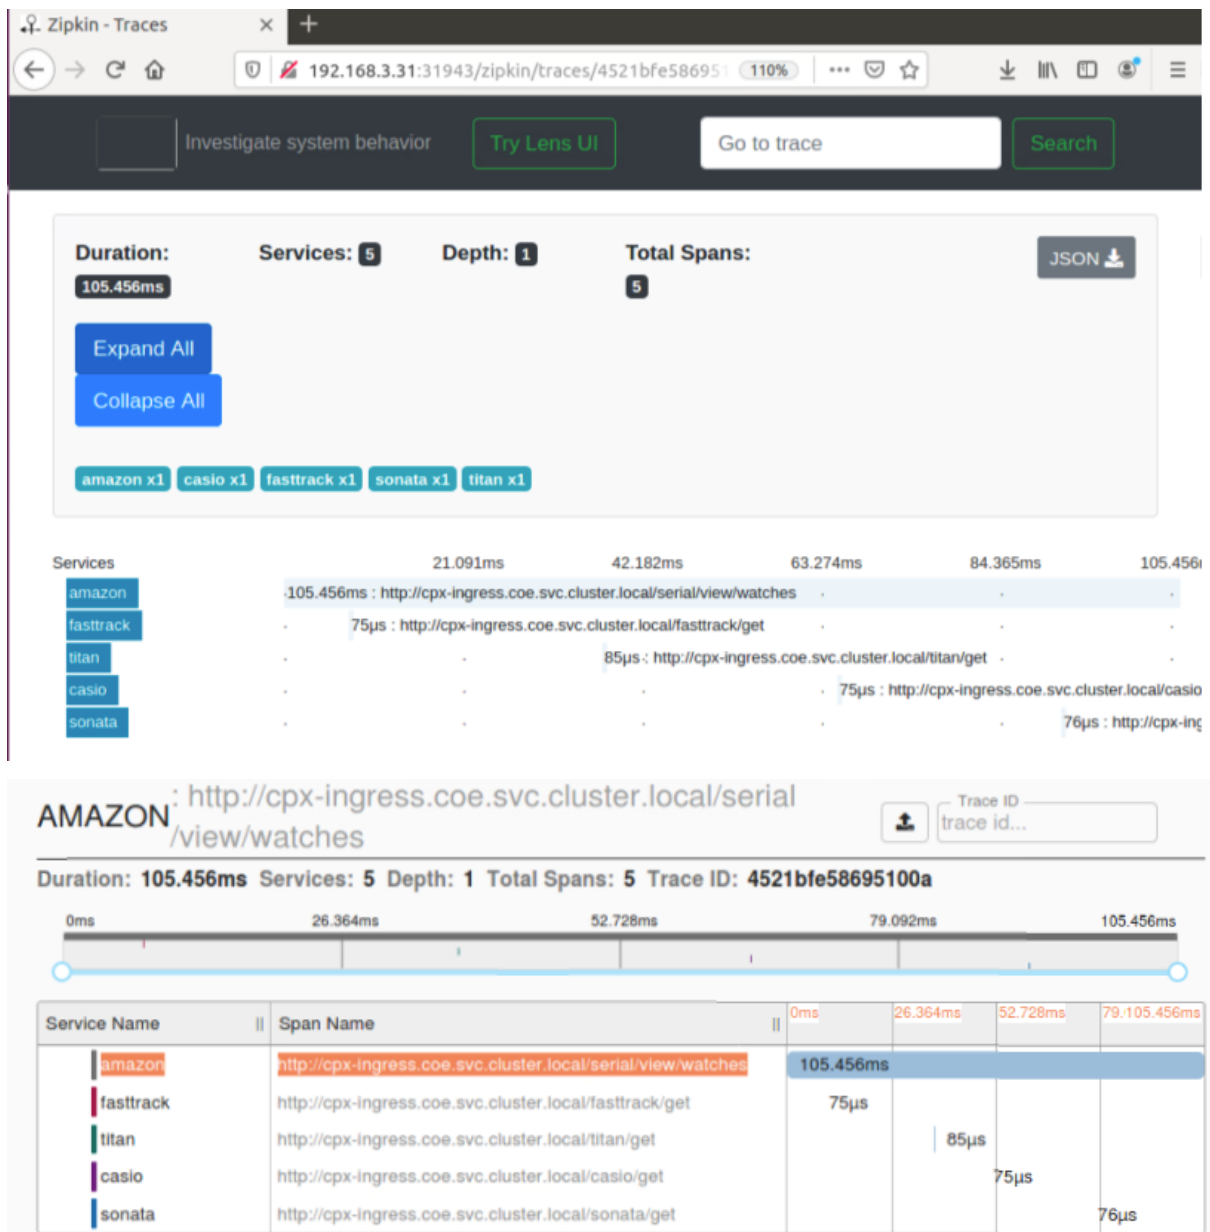 Zipkin - Traces
192.168.3.31:31943/zipkin/traces/4521bfe586951 110%
Investigate system behavior Try Lens UI Go to trace Search
Duration: Services: 5 Depth: 1 Total Spans: JSON
105.456ms 5
Expand All
Collapse All
amazon x1 casio x1 fasttrack x1 sonata x1 titan x1
Services 21.091ms 42.182ms 63.274ms 84.365ms 105.456
amazon 105.456ms : http://cpx-ingress.coe.svc.cluster.local/serial/view/watches
fasttrack 75μs : http://cpx-ingress.coe.svc.cluster.local/fasttrack/get
titan 85μs : http://cpx-ingress.coe.svc.cluster.local/titan/get
casio 75μs : http://cpx-ingress.coe.svc.cluster.local/casio
sonata 76μs : http://cpx-ing
AMAZON : http://cpx-ingress.coe.svc.cluster.local/serial
/view/watches
Trace ID
trace id...
Duration: 105.456ms Services: 5 Depth: 1 Total Spans: 5 Trace ID: 4521bfe58695100a
0ms 26.364ms 52.728ms 79.092ms 105.456ms
Service Name Span Name 0ms 26.364ms 52.728ms 79. 105.456ms
amazon http://cpx-ingress.coe.svc.cluster.local/serial/view/watches 105.456ms
fasttrack http://cpx-ingress.coe.svc.cluster.local/fasttrack/get 75μs
titan http://cpx-ingress.coe.svc.cluster.local/titan/get 85μs
casio http://cpx-ingress.coe.svc.cluster.local/casio/get 75μs
sonata http://cpx-ingress.coe.svc.cluster.local/sonata/get 76μs